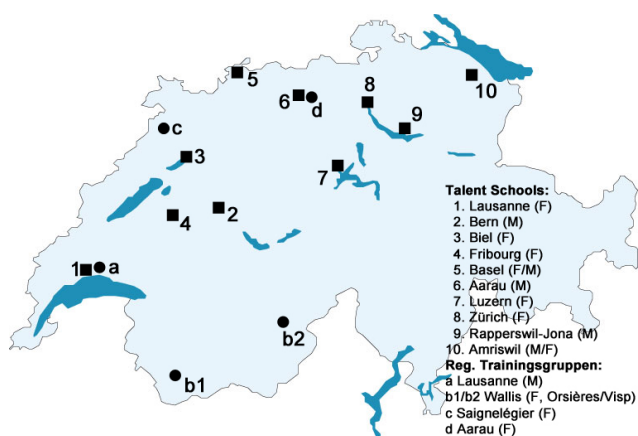 5
10
8
6
d
c
9
3
7
2
4
1
a
b2
b1
Talent Schools:
1. Lausanne (F)
2. Bern (M)
3. Biel (F)
4. Fribourg (F)
5. Basel (F/M)
6. Aarau (M)
7. Luzern (F)
8. Zürich (F)
9. Rapperswil-Jona (M)
10. Amriswil (M/F)
Reg. Trainingsgruppen:
a Lausanne (M)
b1/b2 Wallis (F, Orsières/Visp)
c Saignelégier (F)
d Aarau (F)